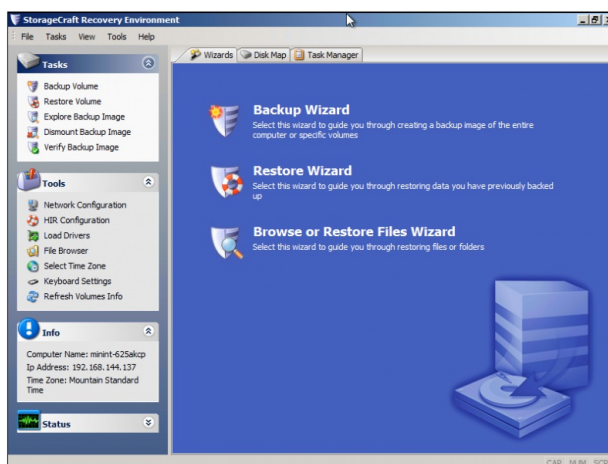 StorageCraft Recovery Environment
File Tasks View Tools Help
Tasks
Backup Volume
Restore Volume
Explore Backup Image
Dismount Backup Image
Verify Backup Image
Tools
Network Configuration
HIR Configuration
Load Drivers
File Browser
Select Time Zone
Keyboard Settings
Refresh Volumes Info
Info
Computer Name: minint-625akcp
Ip Address: 192.168.144.137
Time Zone: Mountain Standard
Time
Status
Wizards Disk Map Task Manager
Backup Wizard
Select this wizard to guide you through creating a backup image of the entire
computer or specific volumes
Restore Wizard
Select this wizard to guide you through restoring data you have previously backed
up
Browse or Restore Files Wizard
Select this wizard to guide you through restoring files or folders
CAP NUM SCR